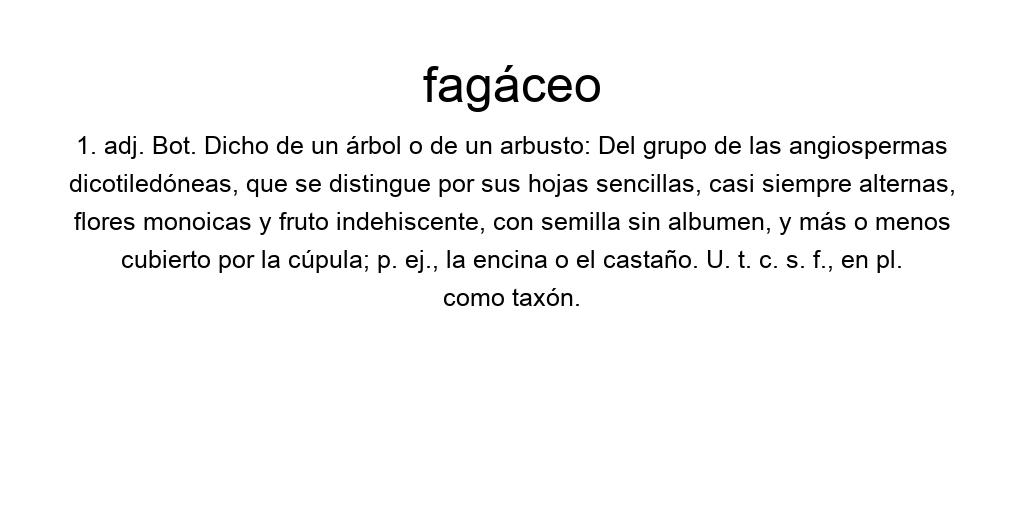 fagáceo
1. adj. Bot. Dicho de un árbol o de un arbusto: Del grupo de las angiospermas
dicotiledóneas, que se distingue por sus hojas sencillas, casi siempre alternas,
flores monoicas y fruto indehiscente, con semilla sin albumen, y más o menos
cubierto por la cúpula; p. ej., la encina o el castaño. U. t. c. s. f., en pl.
como taxón.